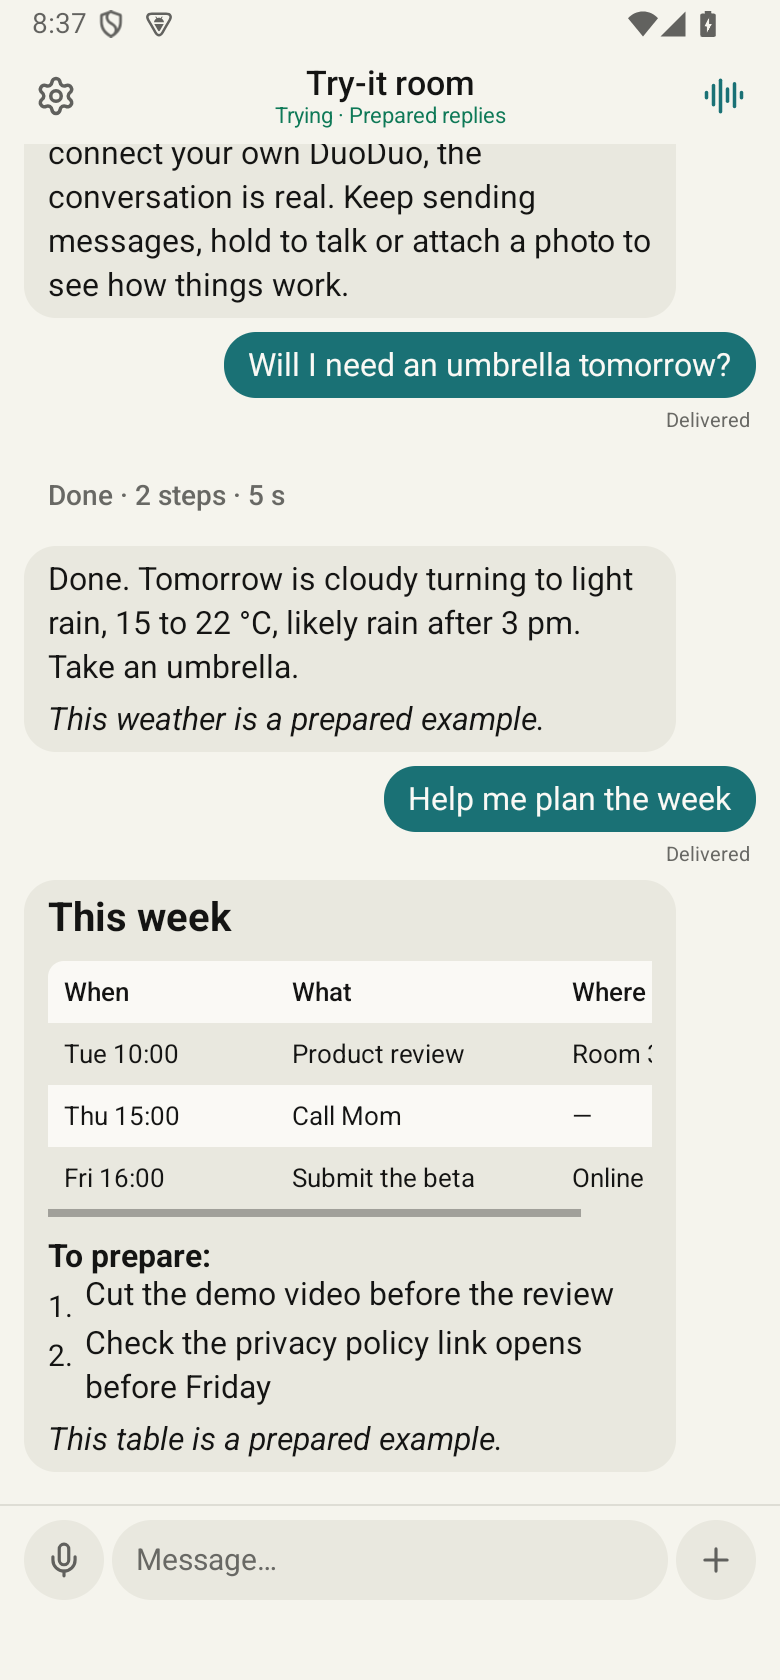 8:37
Try-it room
Trying · Prepared replies
connect your own DuoDuo, the
conversation is real. Keep sending
messages, hold to talk or attach a photo to
see how things work.
Will I need an umbrella tomorrow?
Delivered
Done · 2 steps · 5 s
Done. Tomorrow is cloudy turning to light
rain, 15 to 22 °C, likely rain after 3 pm.
Take an umbrella.
This weather is a prepared example.
Help me plan the week
Delivered
This week
When What Where
Tue 10:00 Product review Room
Thu 15:00 Call Mom —
Fri 16:00 Submit the beta Online
To prepare:
1. Cut the demo video before the review
2. Check the privacy policy link opens
before Friday
This table is a prepared example.
Message…